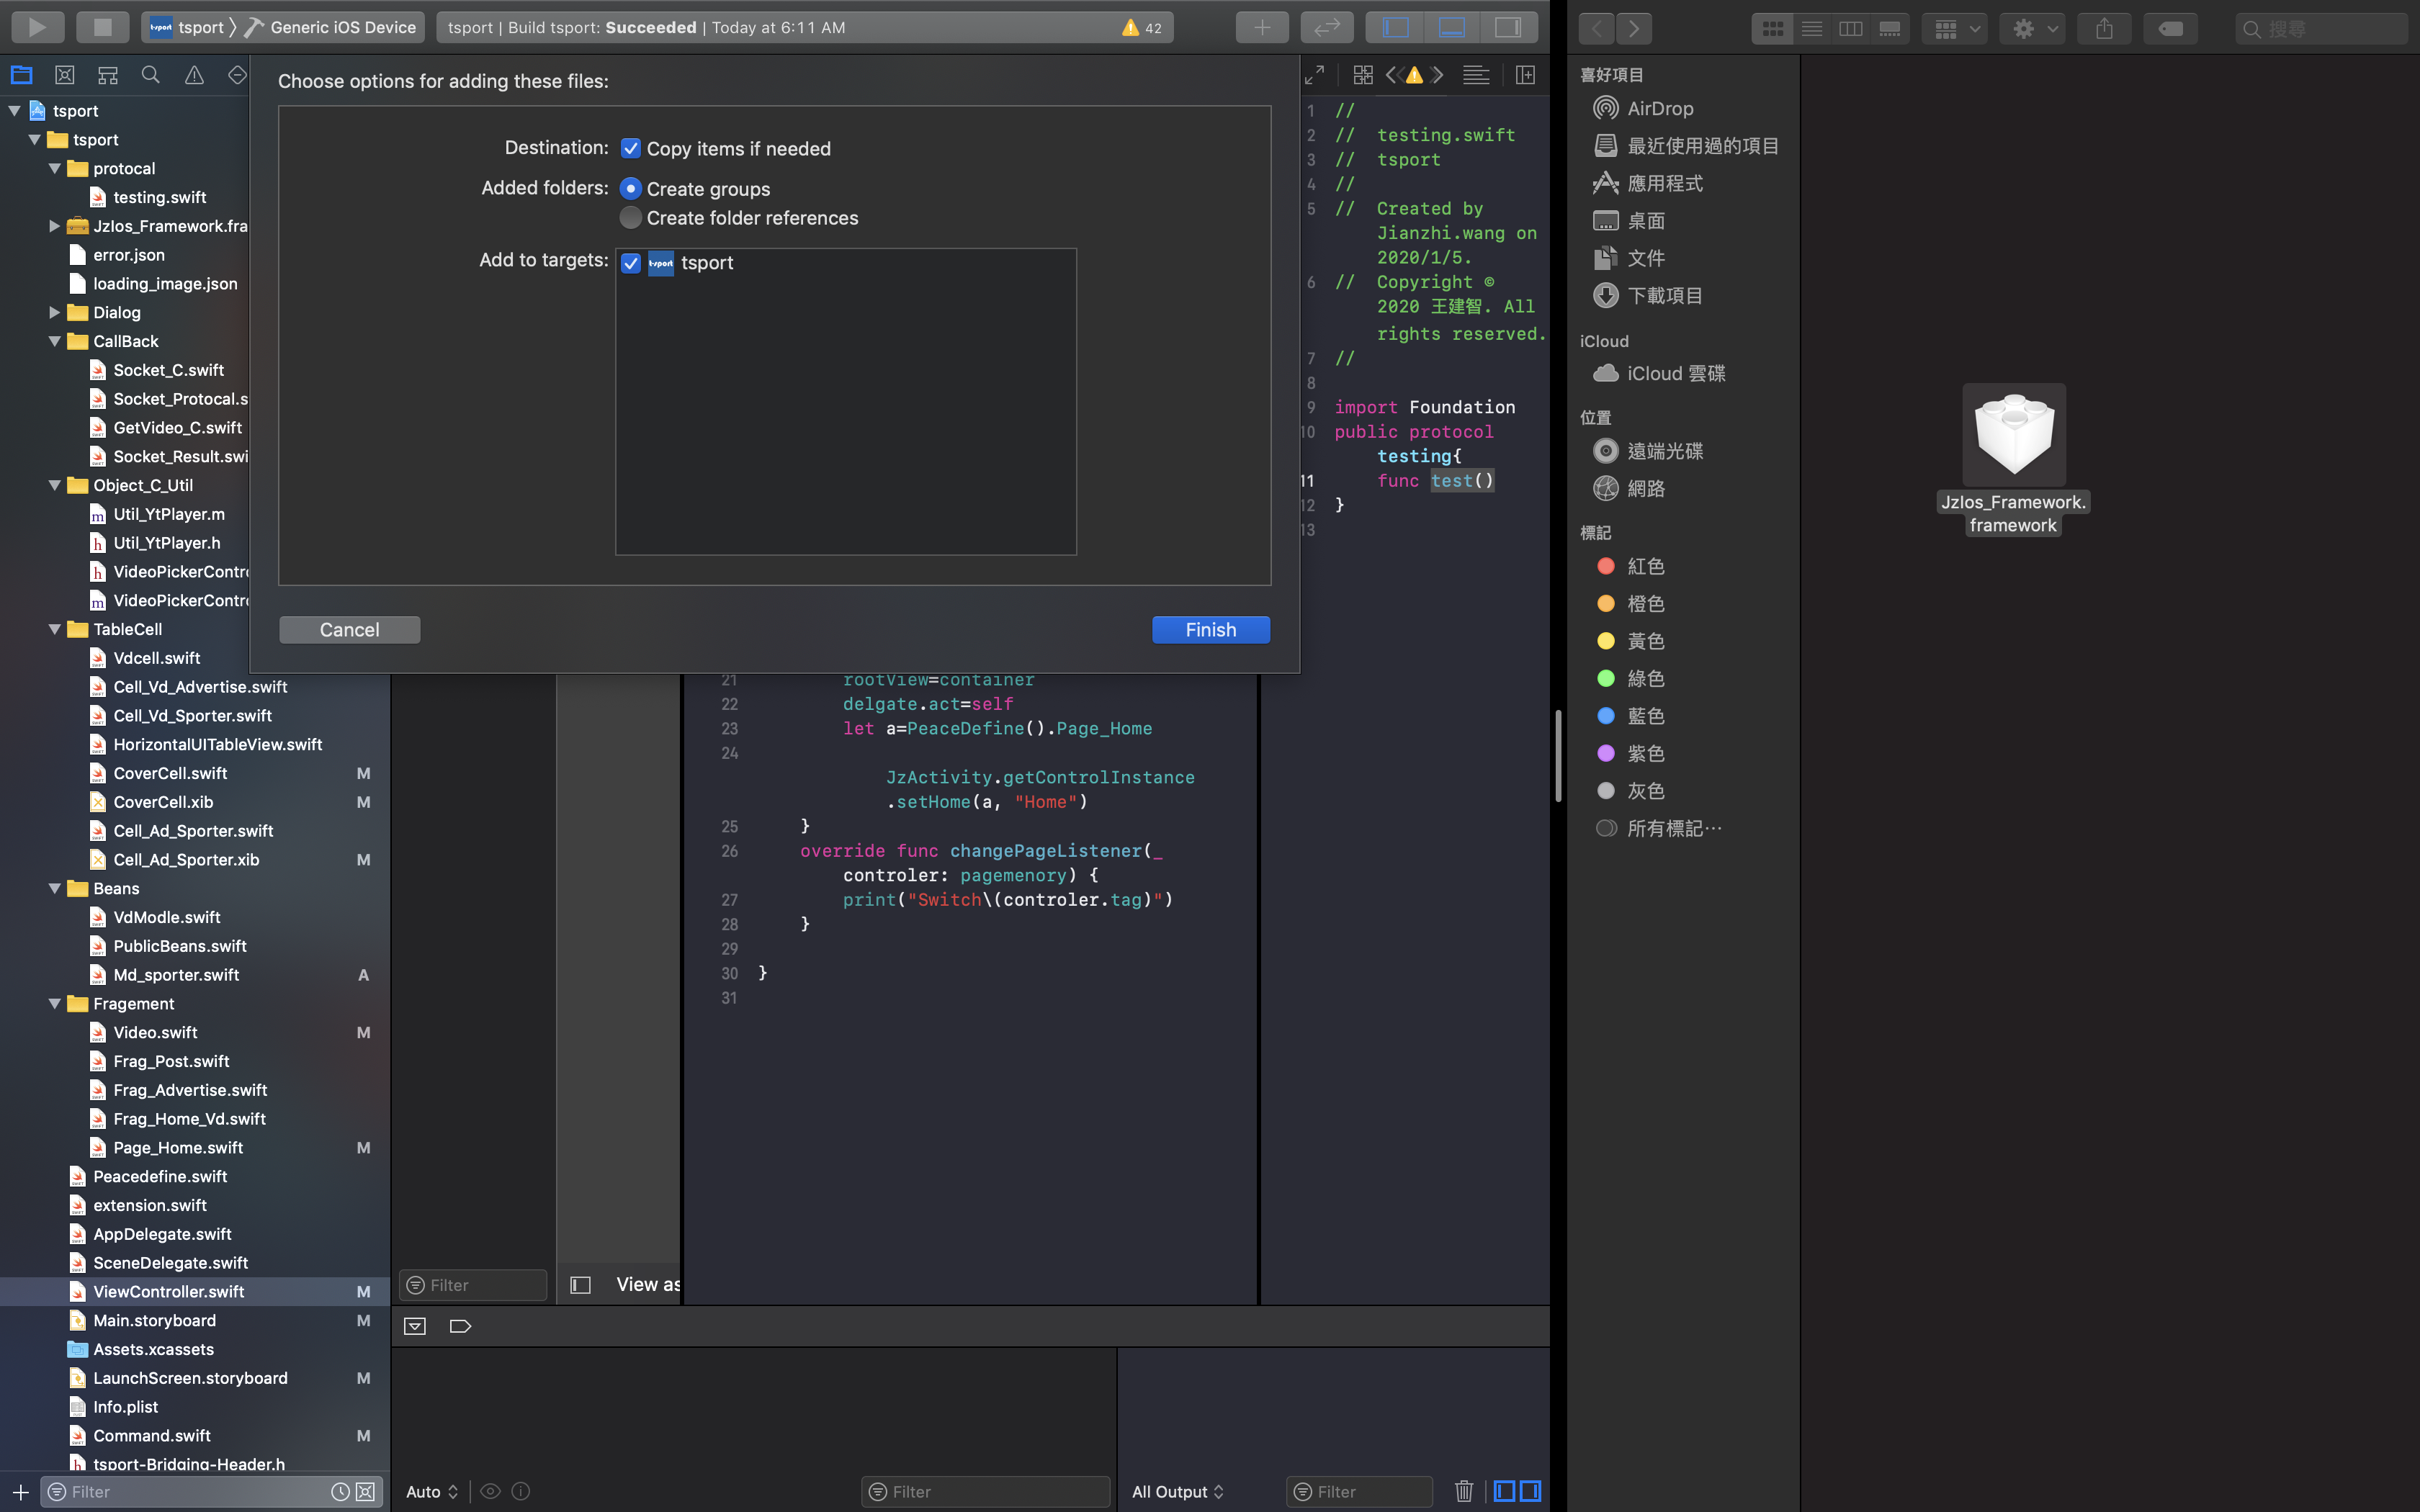 tsport
tsport 〉 Generic iOS Device
tsport | Build tsport: Succeeded | Today at 6:11 AM
42
搜尋
tsport
tsport
protocal
testing.swift
JzIos_Framework.fra
error.json
loading_image.json
Dialog
CallBack
Socket_C.swift
Socket_Protocal.s
GetVideo_C.swift
Socket_Result.swi
Object_C_Util
Util_YtPlayer.m
Util_YtPlayer.h
VideoPickerContro
VideoPickerContro
TableCell
Vdcell.swift
Cell_Vd_Advertise.swift
Cell_Vd_Sporter.swift
HorizontalUITableView.swift
CoverCell.swift M
CoverCell.xib M
Cell_Ad_Sporter.swift
Cell_Ad_Sporter.xib M
Beans
VdModle.swift
PublicBeans.swift
Md_sporter.swift A
Fragement
Video.swift M
Frag_Post.swift
Frag_Advertise.swift
Frag_Home_Vd.swift
Page_Home.swift M
Peacedefine.swift
extension.swift
AppDelegate.swift
SceneDelegate.swift
ViewController.swift M
Main.storyboard M
Assets.xcassets
LaunchScreen.storyboard M
Info.plist
Command.swift M
tsport-Bridging-Header.h
Filter
Choose options for adding these files:
Destination: Copy items if needed
Added folders: Create groups
Create folder references
Add to targets: tsport tsport
Cancel
Finish
21 rootView=container
22 delgate.act=self
23 let a=PeaceDefine().Page_Home
24
JzActivity.getControlInstance
.setHome(a, "Home")
25 }
26 override func changePageListener(_
controler: pagemenory) {
27 print("Switch\(controler.tag)")
28 }
29
30 }
31
Filter
View as
1 //
2 // testing.swift
3 // tsport
4 //
5 // Created by
Jianzhi.wang on
2020/1/5.
6 // Copyright ©
2020 王建智. All
rights reserved.
7 //
8
9 import Foundation
10 public protocol
testing{
11 func test()
12 }
13
Auto
Filter
All Output
Filter
喜好項目
AirDrop
最近使用過的項目
應用程式
桌面
文件
下載項目
iCloud
iCloud 雲碟
位置
遠端光碟
網路
標記
紅色
橙色
黃色
綠色
藍色
紫色
灰色
所有標記⋯
JzIos_Framework.
framework